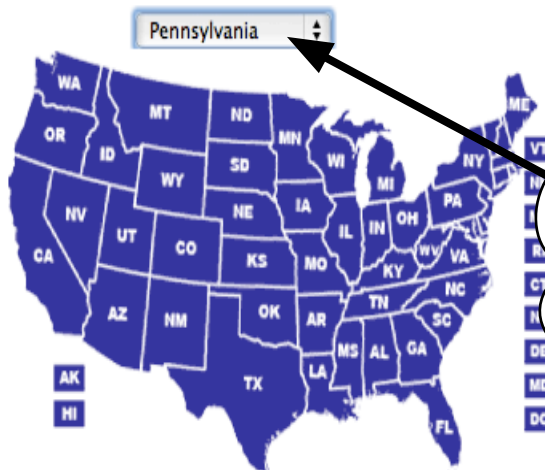 Pennsylvania
WA
MT
ND
MN
ME
OR
ID
WY
SD
WI
MI
NY
VT
NV
UT
CO
NE
IA
IL
IN
OH
PA
CA
KS
MO
KY
WV
VA
AZ
NM
OK
AR
TN
NC
SC
CT
TX
LA
MS
AL
GA
DE
AK
HI
FL
MD
DC